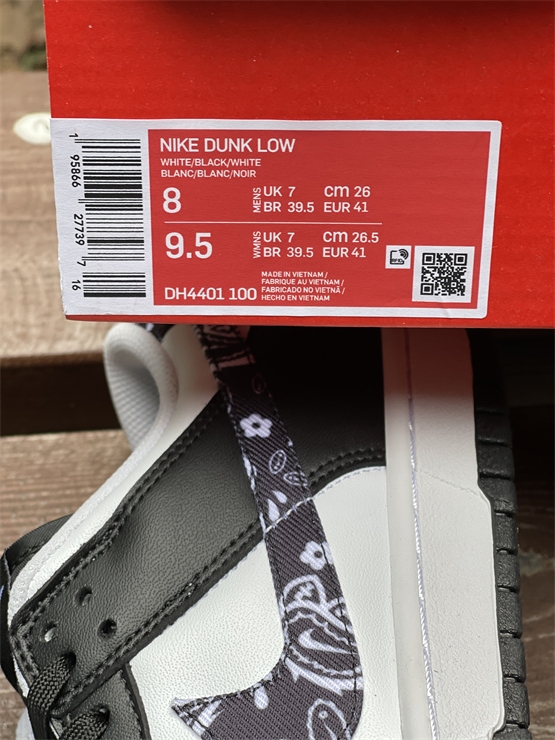 NIKE DUNK LOW
WHITE/BLACK/WHITE
BLANC/BLANC/NOIR
8 MENS UK 7 cm 26
BR 39.5 EUR 41
9.5 WMNS UK 7 cm 26.5
BR 39.5 EUR 41
MADE IN VIETNAM /
FABRIQUE AU VIETNAM /
FABRICADO NO VIETNÃ /
HECHO EN VIETNAM
DH4401 100
RFID
1 95866 27739 7
16